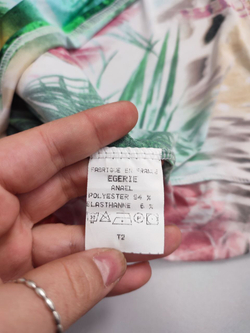 FABRIQUE EN FRANCE
EGERIE
ANAEL
POLYESTER 94 %
ELASTHANNE 6 %
T2